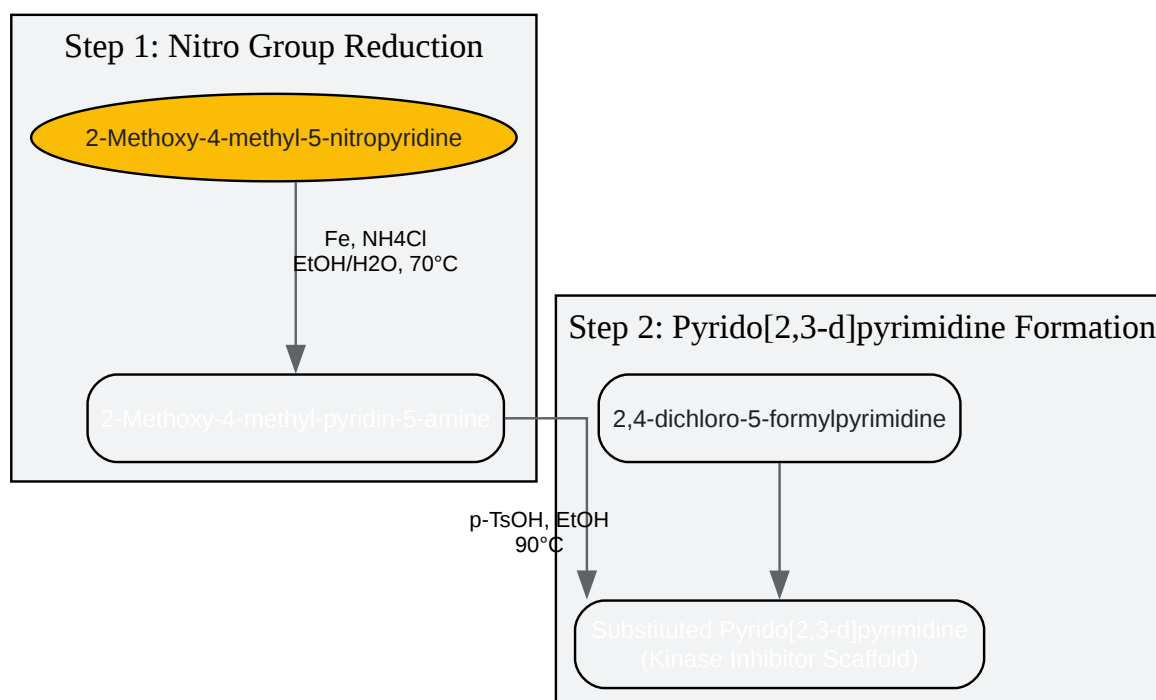 Step 1: Nitro Group Reduction
2-Methoxy-4-methyl-5-nitropyridine
Fe, NH4Cl
EtOH/H2O, 70°C
2-Methoxy-4-methyl-pyridin-5-amine
Step 2: Pyrido[2,3-d]pyrimidine Formation
2,4-dichloro-5-formylpyrimidine
p-TsOH, EtOH
90°C
Substituted Pyrido[2,3-d]pyrimidine
(Kinase Inhibitor Scaffold)